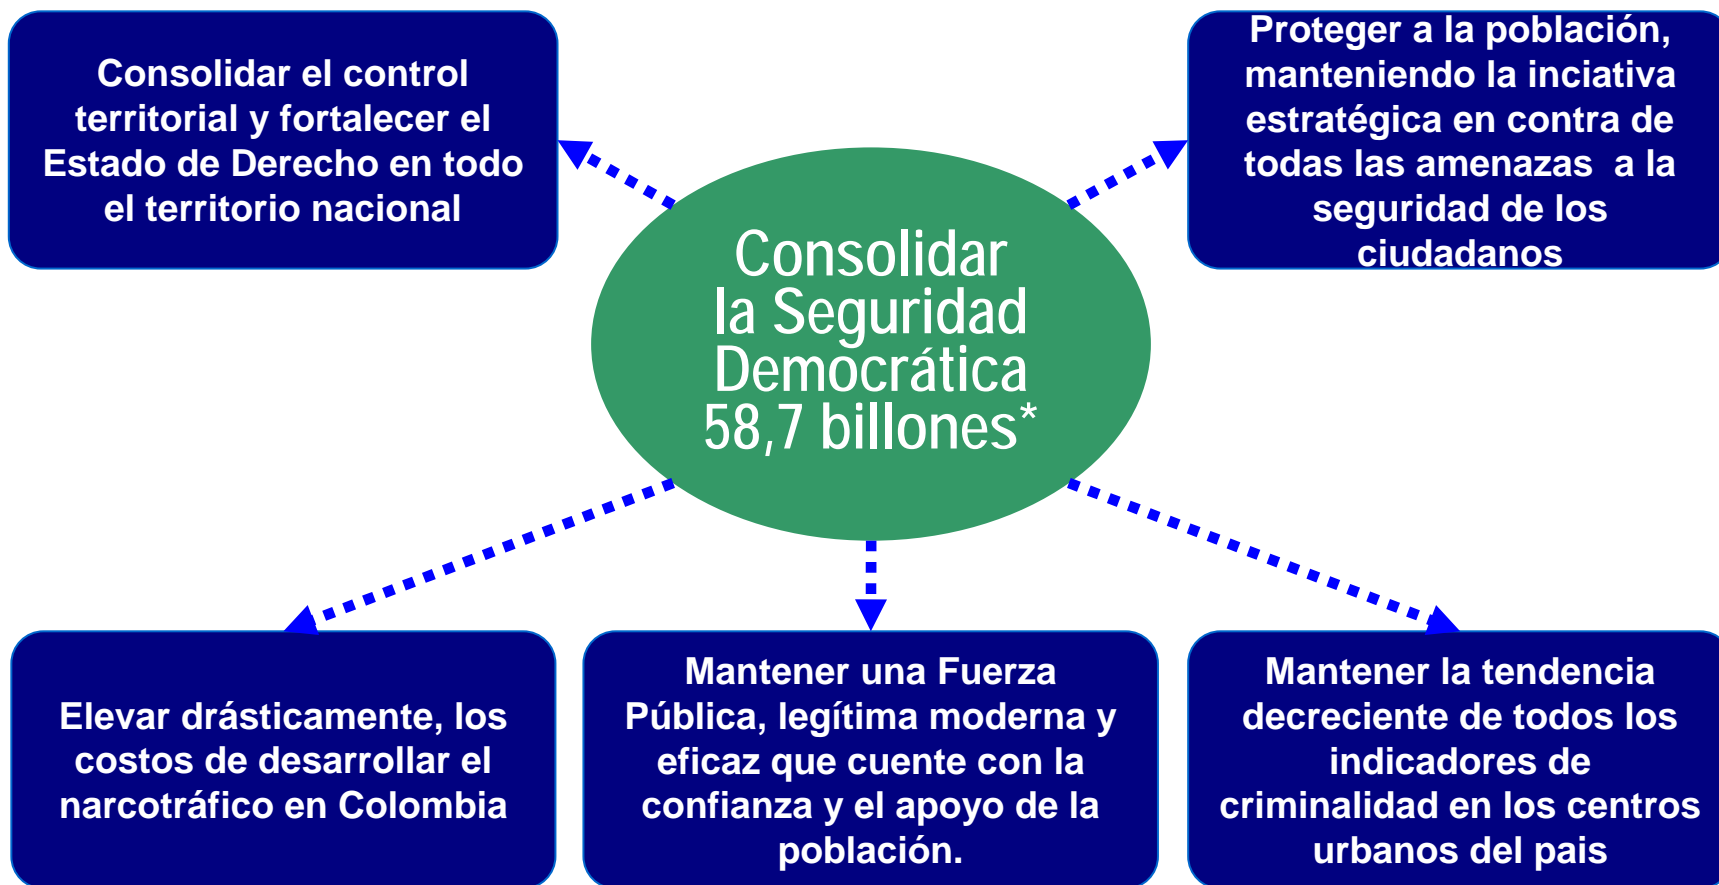 Consolidar el control
territorial y fortalecer el
Estado de Derecho en todo
el territorio nacional
Proteger a la población,
manteniendo la inciativa
estratégica en contra de
todas las amenazas  a la
seguridad de los
ciudadanos
Consolidar
la Seguridad
Democrática
58,7 billones*
Elevar drásticamente, los
costos de desarrollar el
narcotráfico en Colombia
Mantener una Fuerza
Pública, legítima moderna y
eficaz que cuente con la
confianza y el apoyo de la
población.
Mantener la tendencia
decreciente de todos los
indicadores de
criminalidad en los centros
urbanos del pais